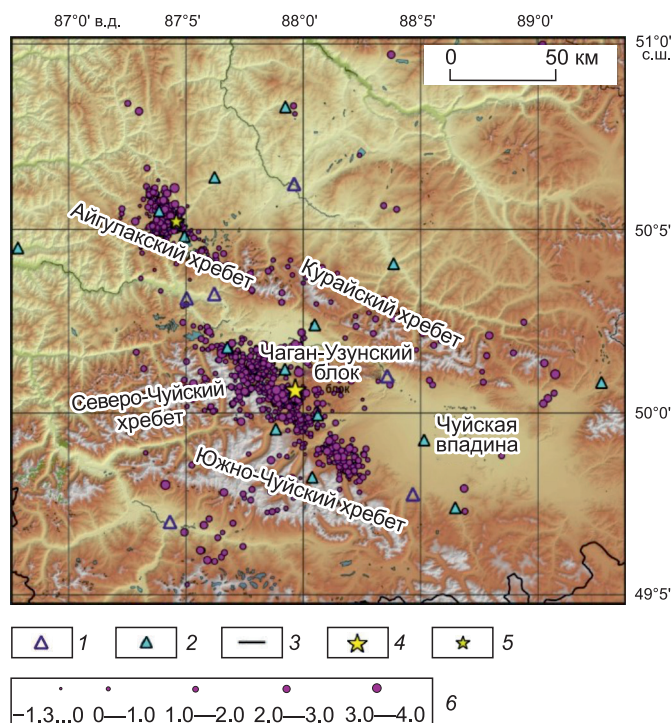 87°0' в.д. 87°5' 88°0' 88°5' 89°0'
51°0' с.ш.
0 50 км
50°5'
Айгулакский хребет
Курайский хребет
Чаган-Узунский блок
блок
Северо-Чуйский хребет
50°0'
Чуйская впадина
Южно-Чуйский хребет
49°5'
1 2 3 4 5
−1.3...0 0—1.0 1.0—2.0 2.0—3.0 3.0—4.0 6